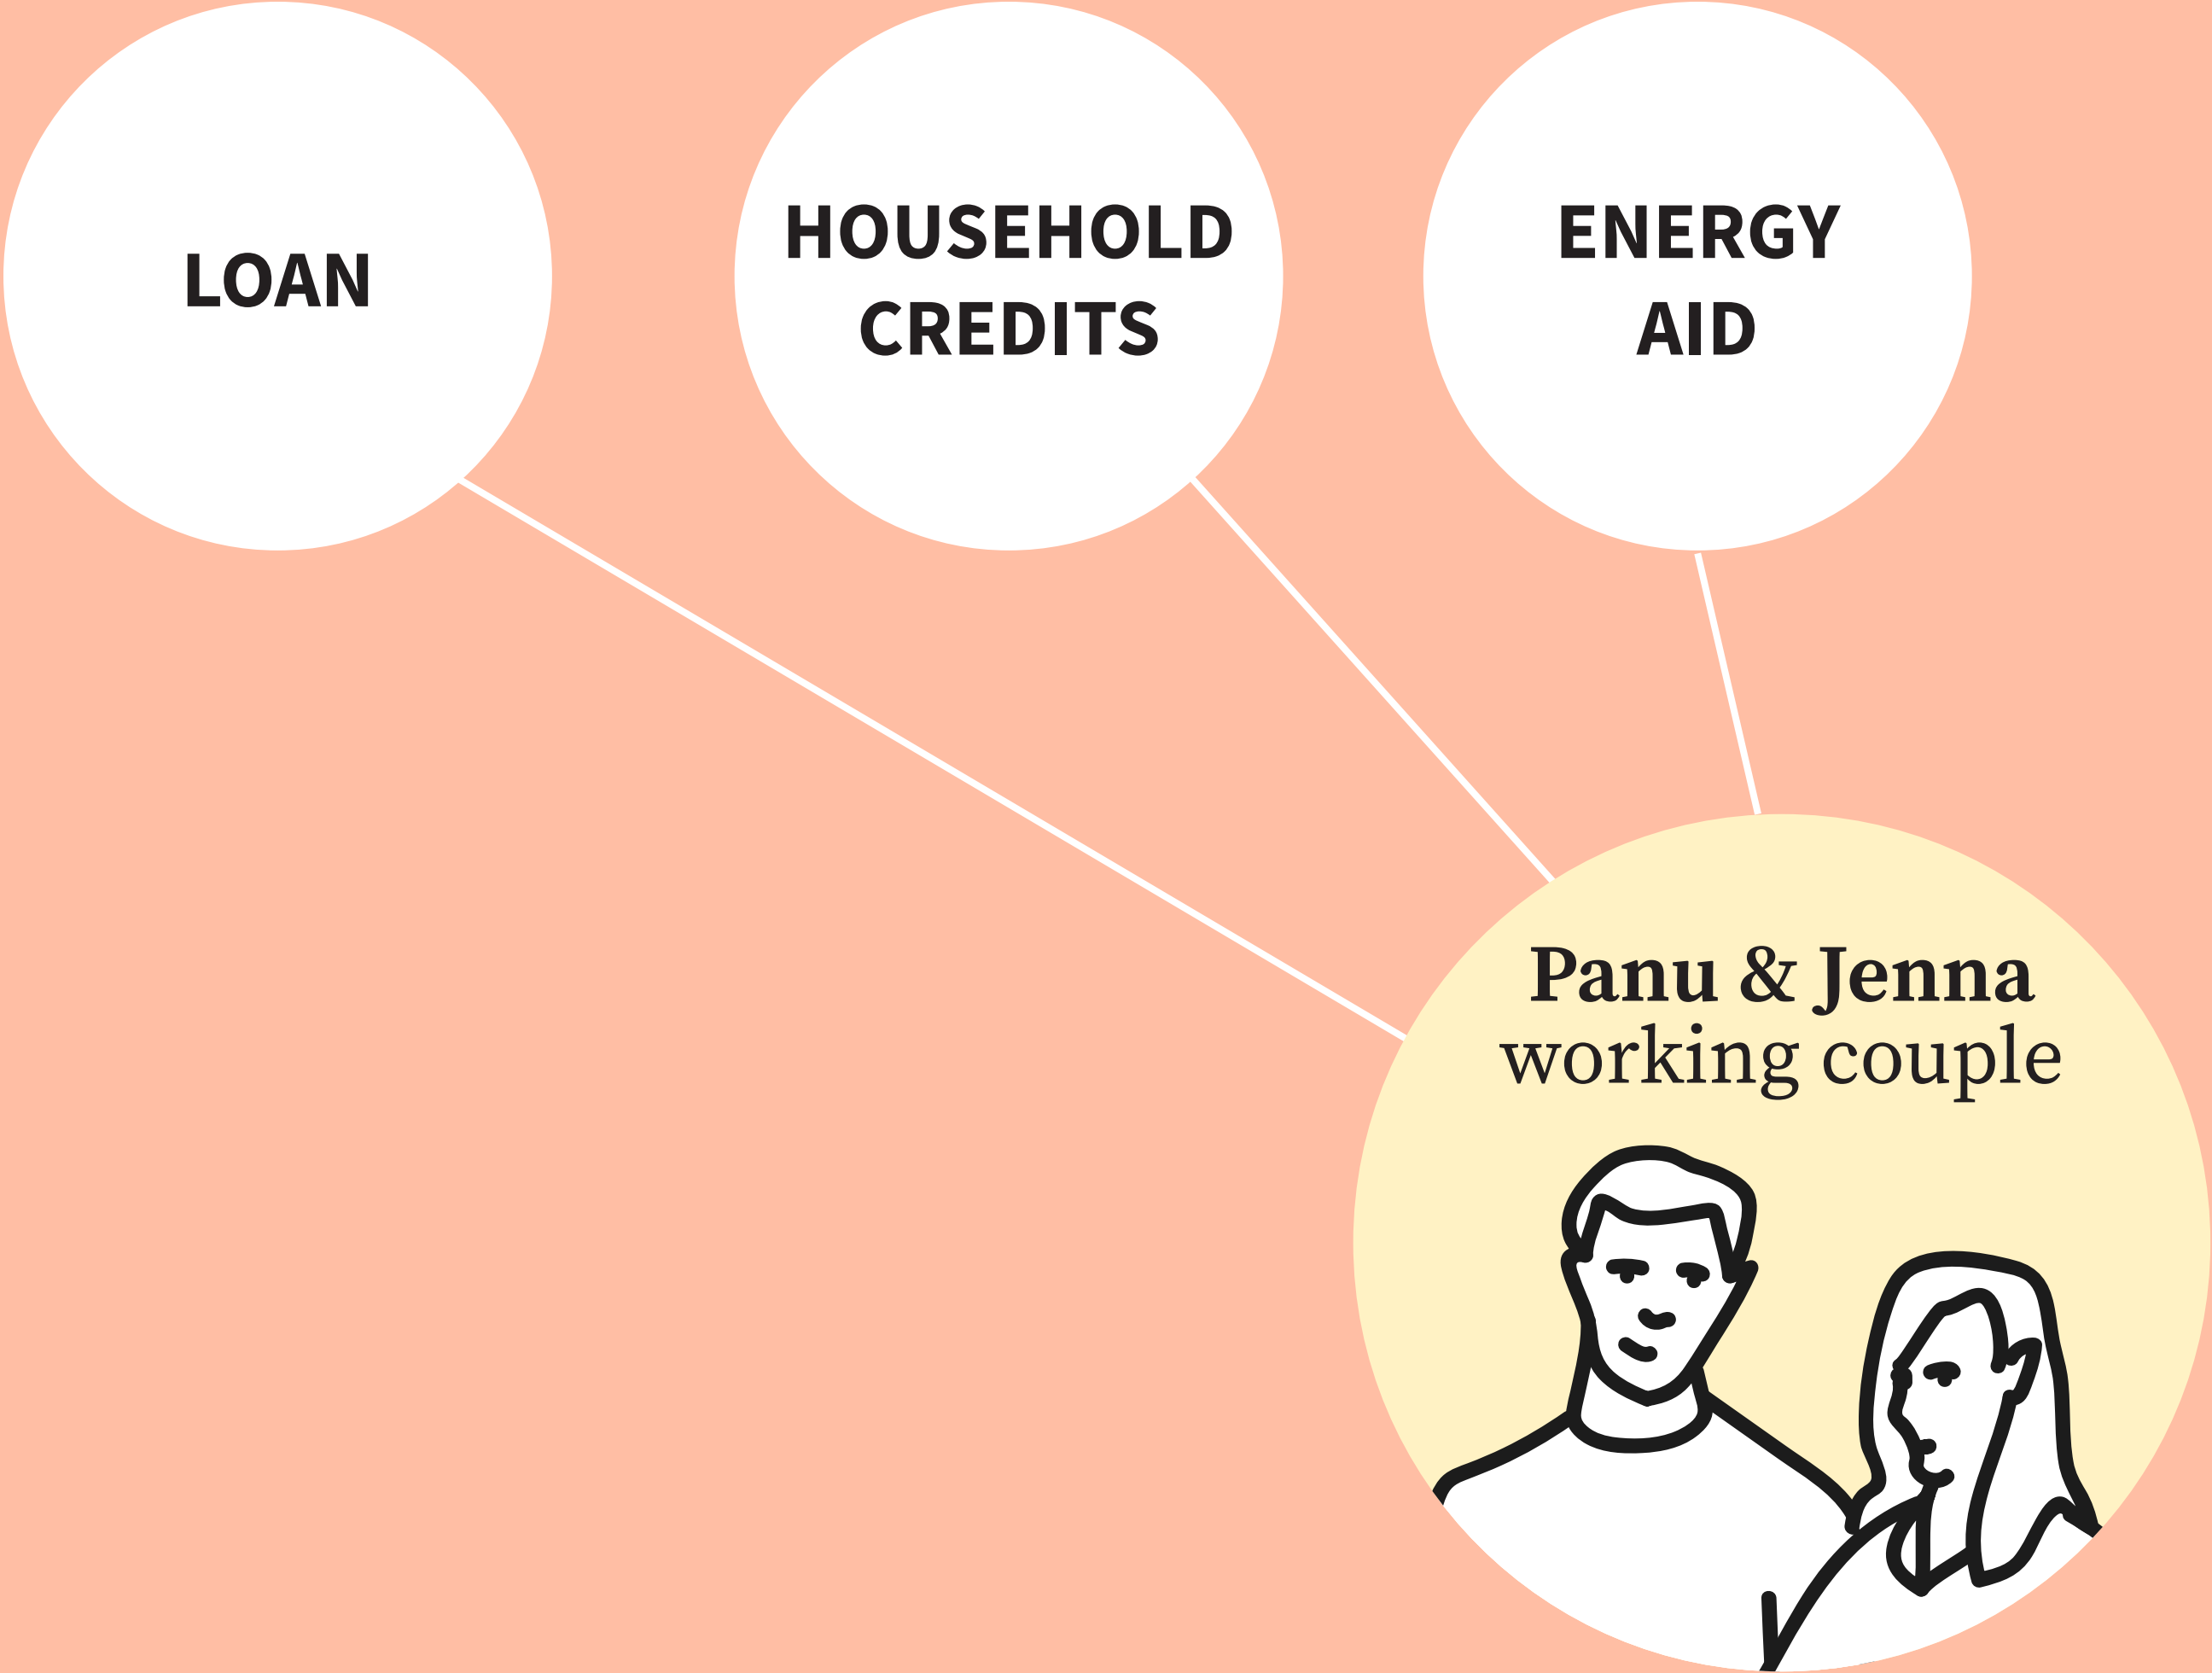 LOAN
HOUSEHOLD
CREDITS
ENERGY
AID
Panu & Jenna
working couple